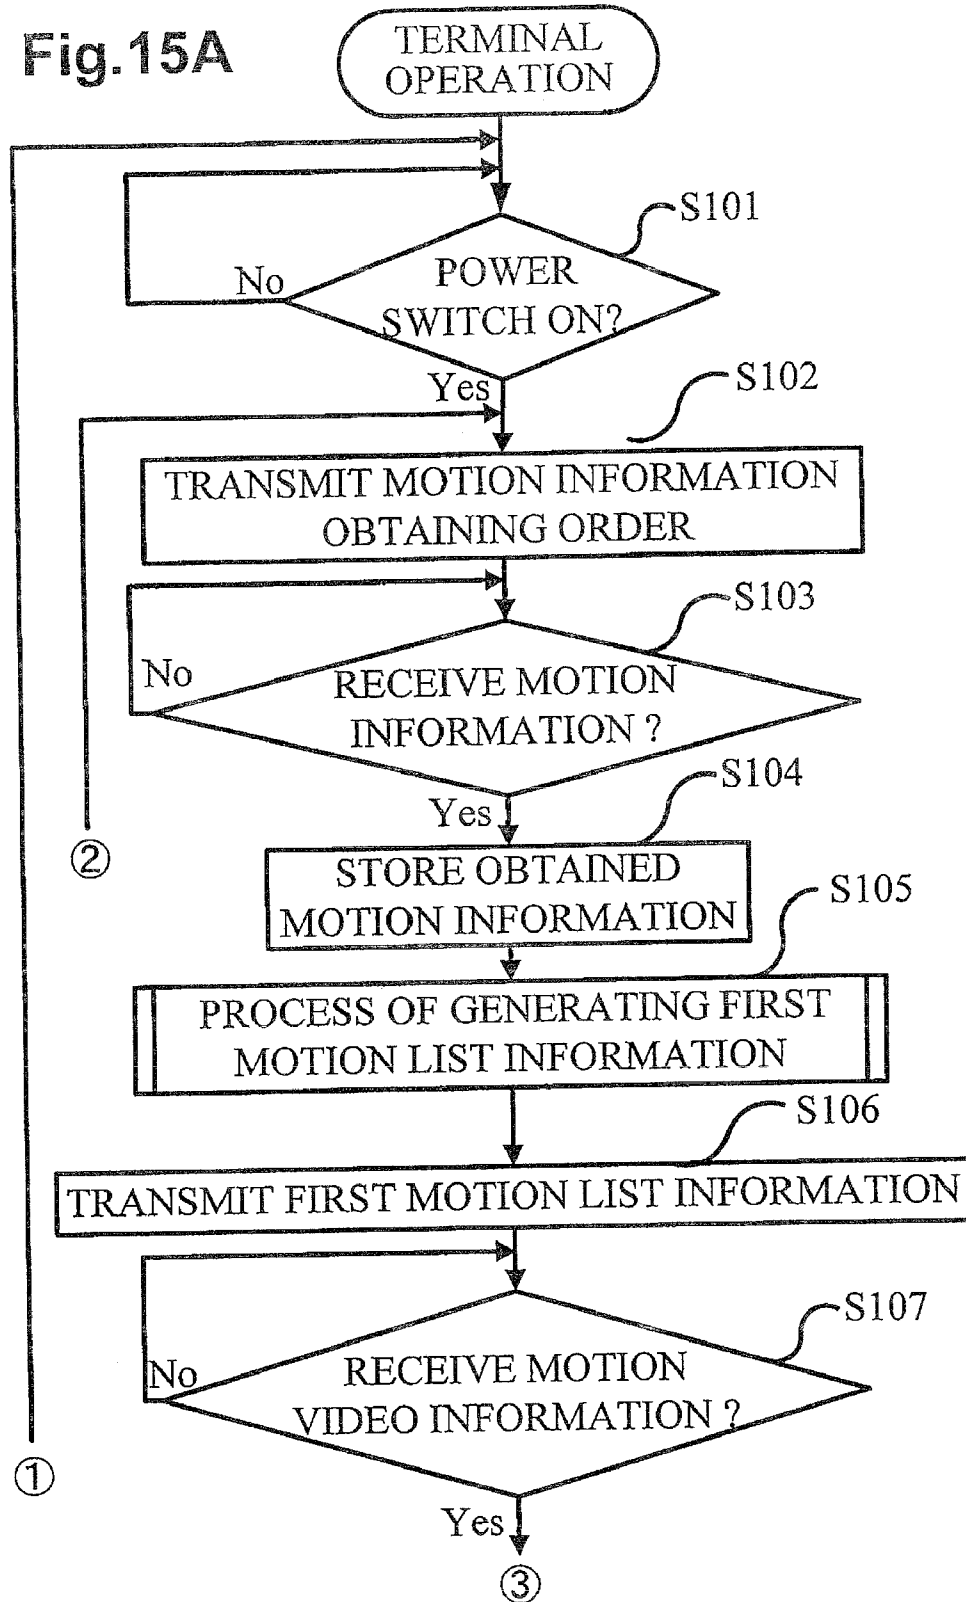 Fig.15A
TERMINAL
OPERATION
S101
No
POWER
SWITCH ON?
Yes
S102
TRANSMIT MOTION INFORMATION
OBTAINING ORDER
S103
No
RECEIVE MOTION
INFORMATION ?
S104
Yes
②
STORE OBTAINED
MOTION INFORMATION
S105
PROCESS OF GENERATING FIRST
MOTION LIST INFORMATION
S106
TRANSMIT FIRST MOTION LIST INFORMATION
S107
No
RECEIVE MOTION
VIDEO INFORMATION ?
①
Yes
③